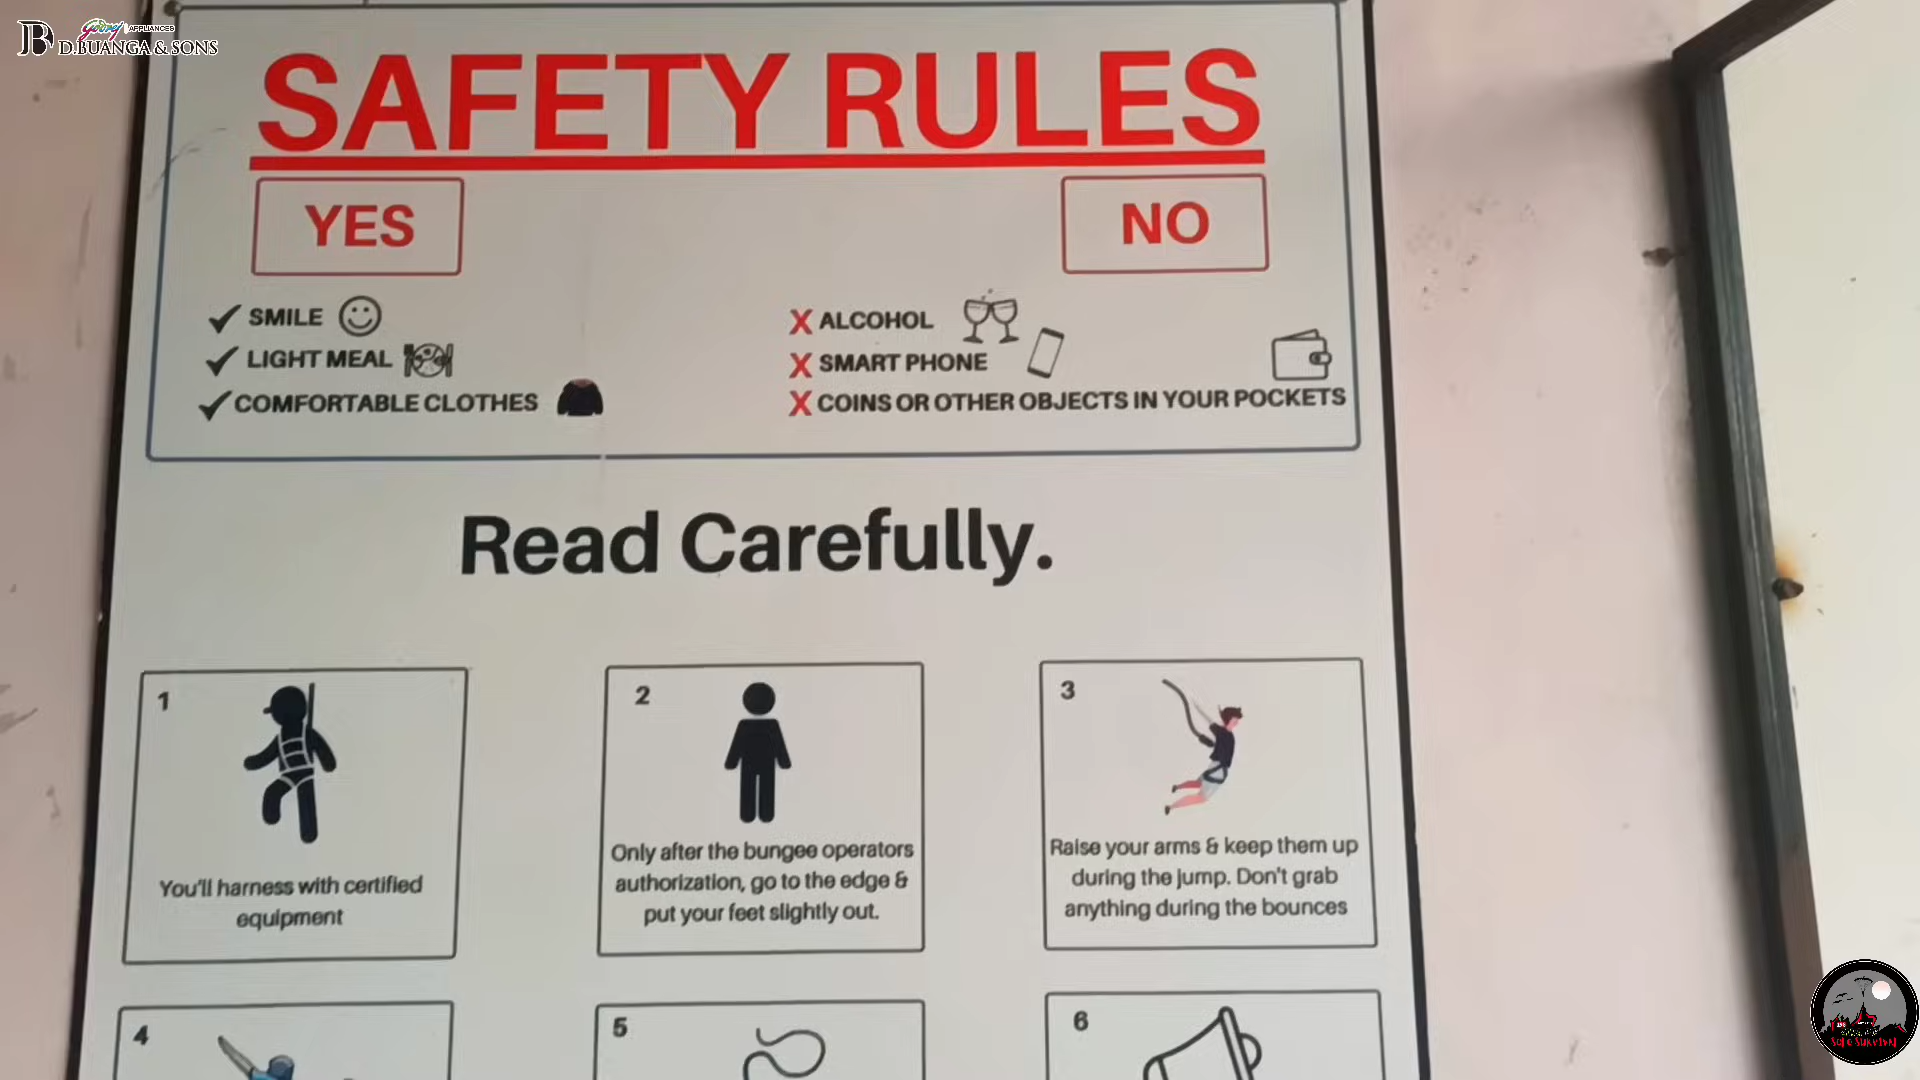 Godrej APPLIANCES
D.BUANGA & SONS
SAFETY RULES
YES
NO
SMILE
LIGHT MEAL
COMFORTABLE CLOTHES
X ALCOHOL
X SMART PHONE
X COINS OR OTHER OBJECTS IN YOUR POCKETS
Read Carefully.
1
You'll harness with certified
equipment
2
Only after the bungee operators
authorization, go to the edge &
put your feet slightly out.
3
Raise your arms & keep them up
during the jump. Don't grab
anything during the bounces
4
5
6